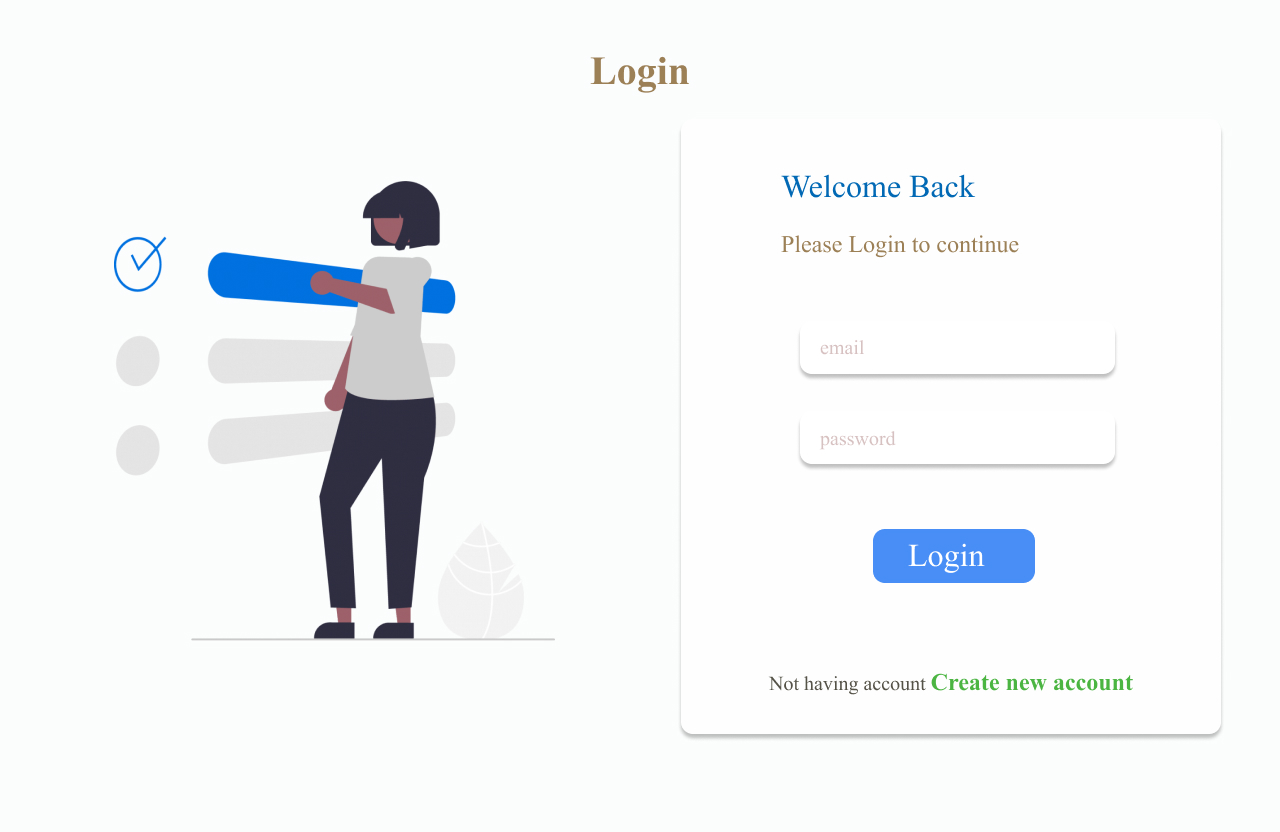 Login
Welcome Back
Please Login to continue
email
password
Login
Not having account Create new account